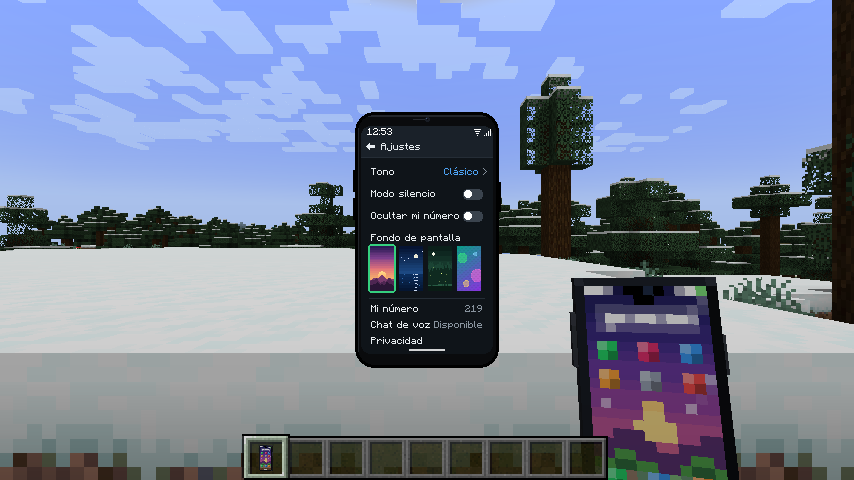 12:53
Ajustes
Tono Clásico
Modo silencio
Ocultar mi número
Fondo de pantalla
Mi número 219
Chat de voz Disponible
Privacidad